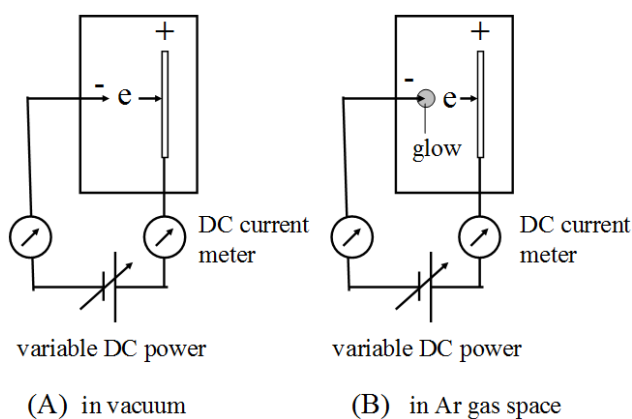 +
-
e
DC current
meter
variable DC power
(A) in vacuum
+
-
e
glow
DC current
meter
variable DC power
(B) in Ar gas space